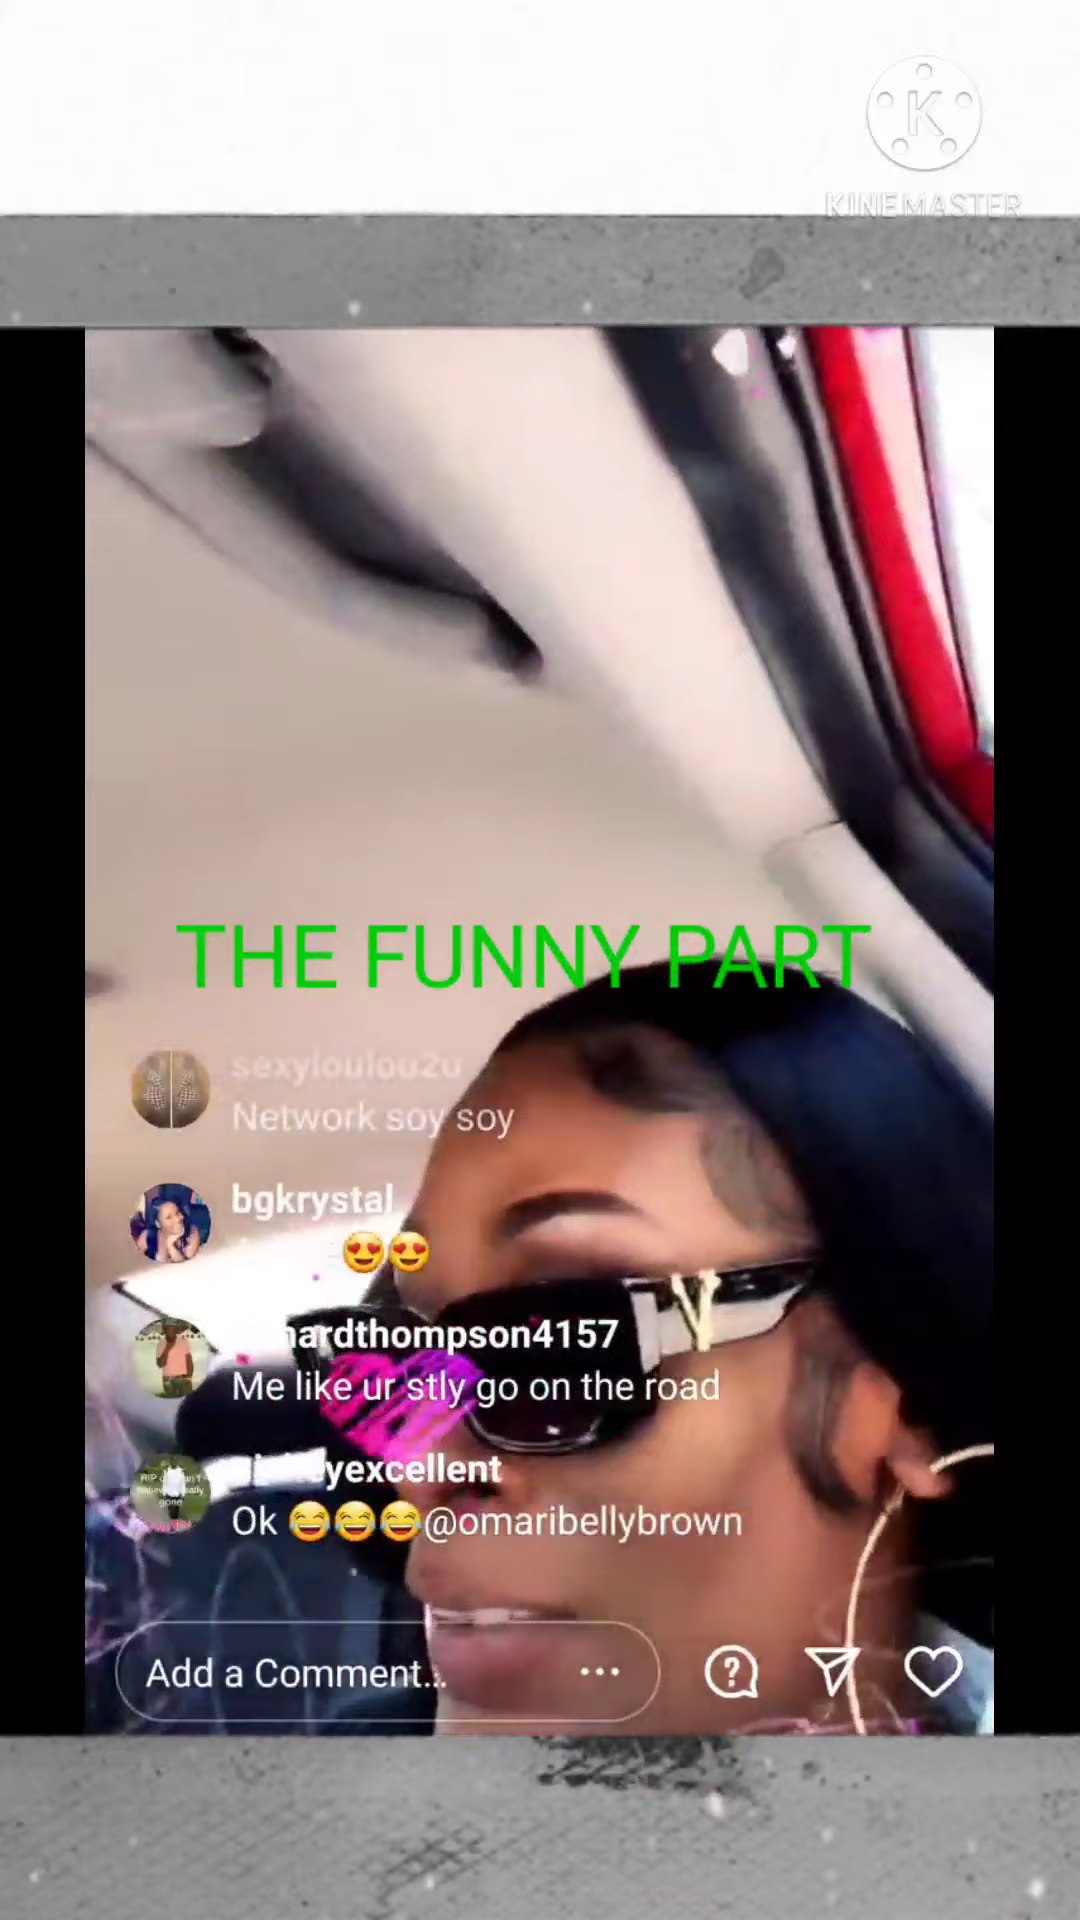 K
KINEMASTER
THE FUNNY PART
sexyloulou2u
Network soy soy
bgkrystal
😍😍
hardthompson4157
Me like ur stly go on the road
yexcellent
Ok 😂😂😂@omaribellybrown
Add a Comment...